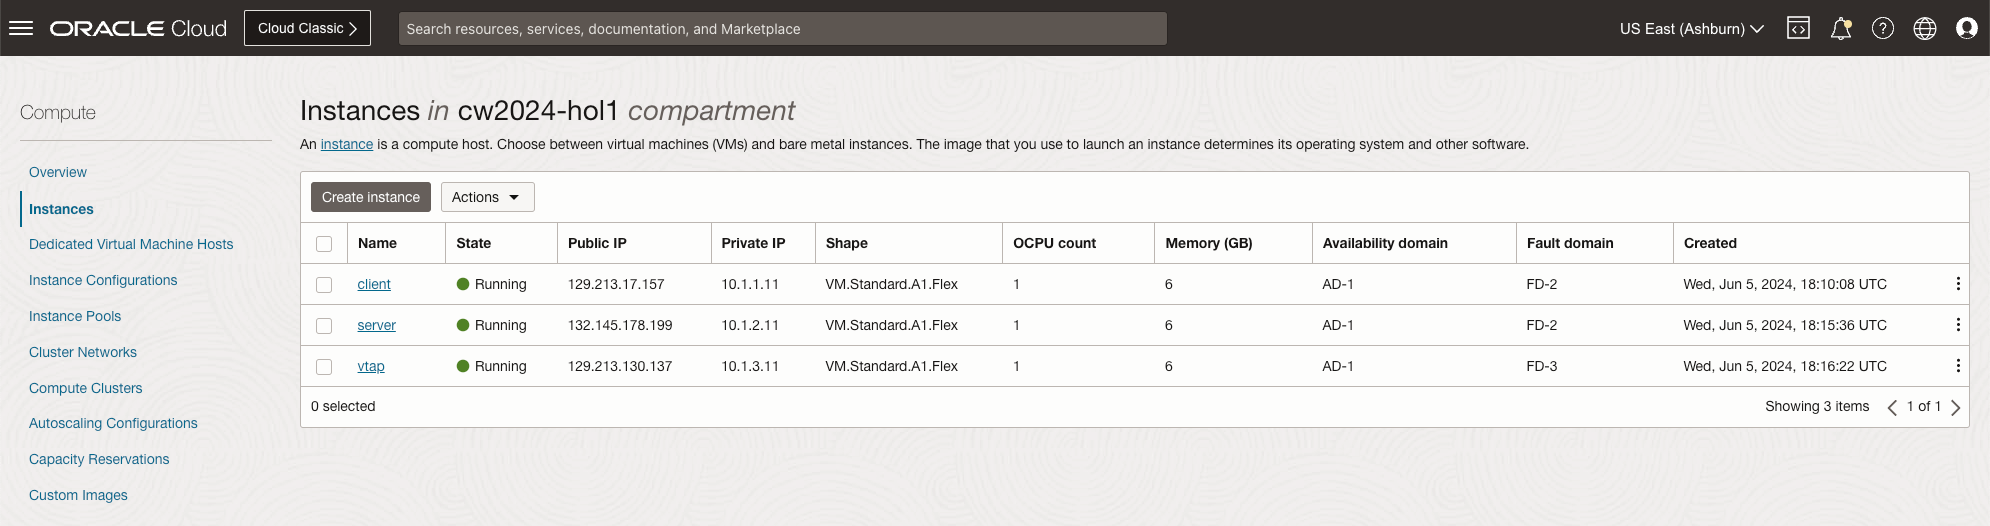 ORACLE Cloud
Cloud Classic
Search resources, services, documentation, and Marketplace
US East (Ashburn)
Compute
Overview
Instances
Dedicated Virtual Machine Hosts
Instance Configurations
Instance Pools
Cluster Networks
Compute Clusters
Autoscaling Configurations
Capacity Reservations
Custom Images
Instances in cw2024-hol1 compartment
An instance is a compute host. Choose between virtual machines (VMs) and bare metal instances. The image that you use to launch an instance determines its operating system and other software.
Create instance Actions
Name State Public IP Private IP Shape OCPU count Memory (GB) Availability domain Fault domain Created
client Running 129.213.17.157 10.1.1.11 VM.Standard.A1.Flex 1 6 AD-1 FD-2 Wed, Jun 5, 2024, 18:10:08 UTC
server Running 132.145.178.199 10.1.2.11 VM.Standard.A1.Flex 1 6 AD-1 FD-2 Wed, Jun 5, 2024, 18:15:36 UTC
vtap Running 129.213.130.137 10.1.3.11 VM.Standard.A1.Flex 1 6 AD-1 FD-3 Wed, Jun 5, 2024, 18:16:22 UTC
0 selected Showing 3 items 1 of 1